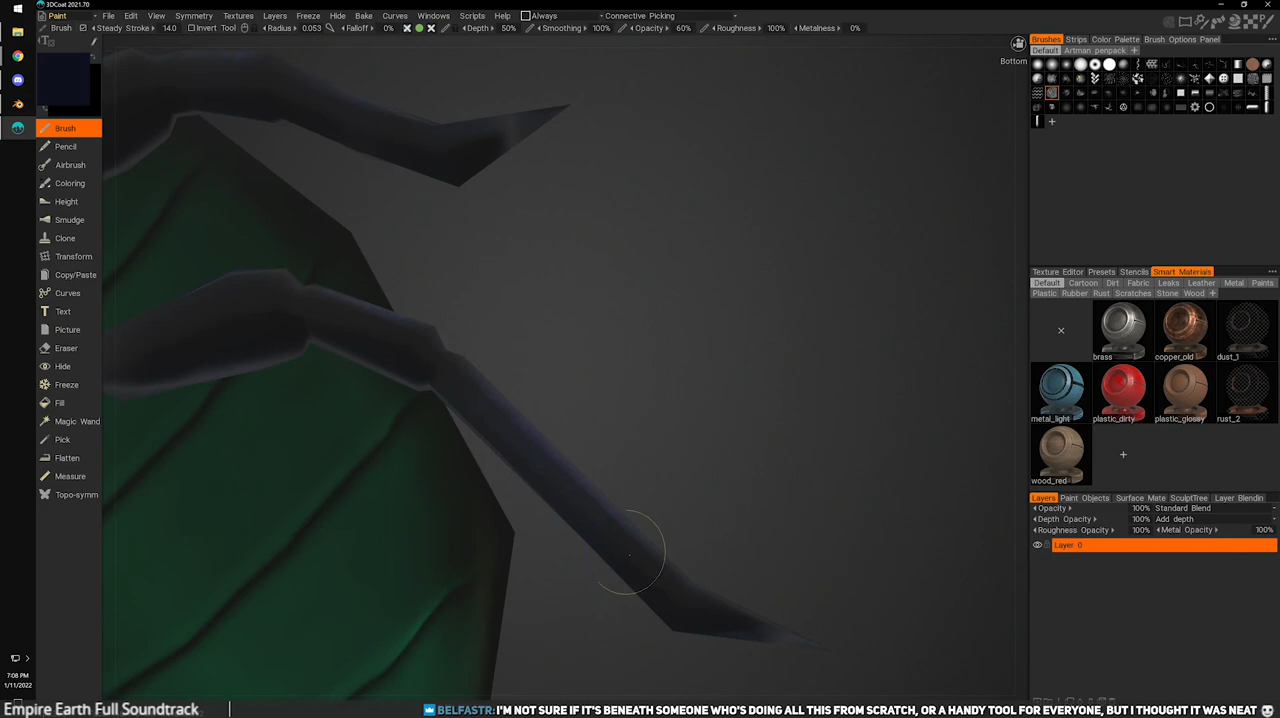 3DCoat 2021.70
Paint File Edit View Symmetry Textures Layers Freeze Hide Bake Curves Windows Scripts Help Always Connective Picking
Brush Steady Stroke 14.0 Invert Tool Radius 0.053 Falloff 0% Depth 50% Smoothing 100% Opacity 60% Roughness 100% Metalness 0%
Bottom
Brush
Pencil
Airbrush
Coloring
Height
Smudge
Clone
Transform
Copy/Paste
Curves
Text
Picture
Eraser
Hide
Freeze
Fill
Magic Wand
Pick
Flatten
Measure
Topo-symm
Brushes Strips Color Palette Brush Options Panel
Default Artman penpack +
Texture Editor Presets Stencils Smart Materials
Default Cartoon Dirt Fabric Leaks Leather Metal Paints
Plastic Rubber Rust Scratches Stone Wood +
brass copper_old dust_1
metal_light plastic_dirty plastic_glossy rust_2
wood_red
Layers Paint Objects Surface Mate SculptTree Layer Blendin
Opacity 100% Standard Blend
Depth Opacity 100% Add depth
Roughness Opacity 100% Metal Opacity 100%
Layer 0
7:08 PM
1/11/2022
Empire Earth Full Soundtrack
BELFASTR: I'M NOT SURE IF IT'S BENEATH SOMEONE WHO'S DOING ALL THIS FROM SCRATCH, OR A HANDY TOOL FOR EVERYONE, BUT I THOUGHT IT WAS NEAT